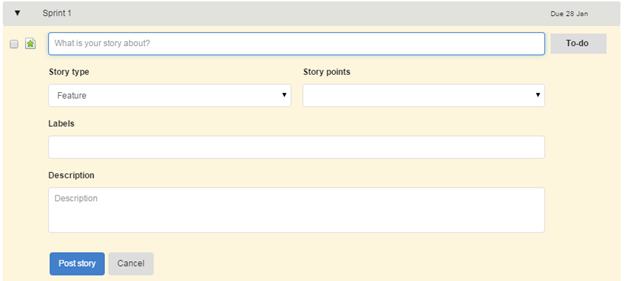 Sprint 1 Due 28 Jan
What is your story about? To-do
Story type Story points
Feature
Labels
Description
Description
Post story Cancel